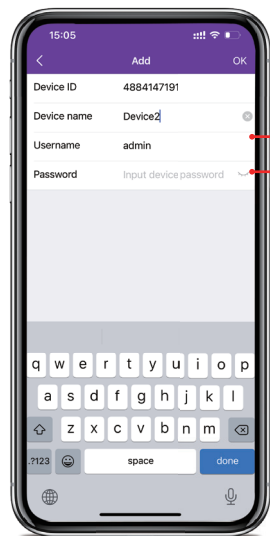 15:05
Add OK
Device ID 4884147191
Device name Device2
Username admin
Password Input device password
q w e r t y u i o p
a s d f g h j k l
z x c v b n m
.?123 space done